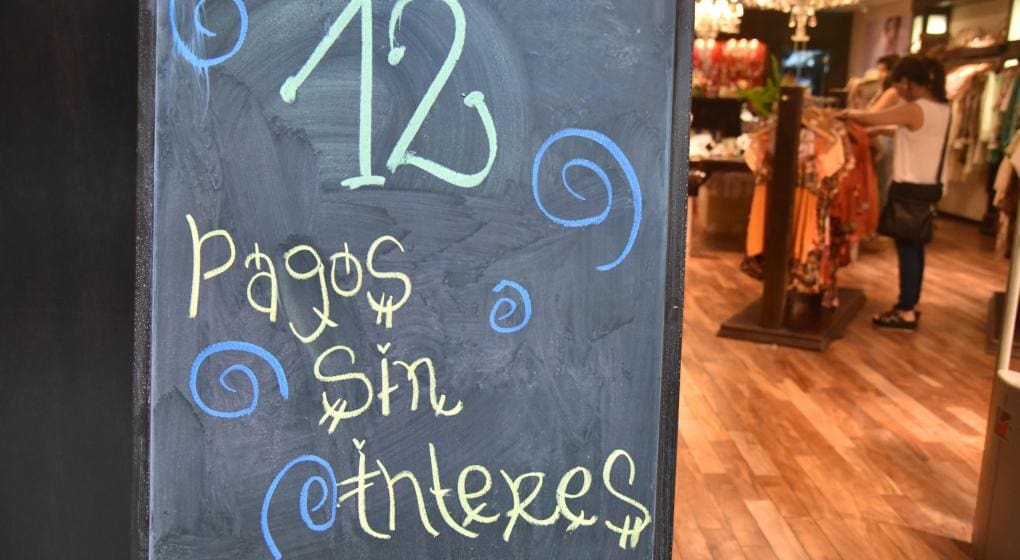 12
Pagos
Sin
interes